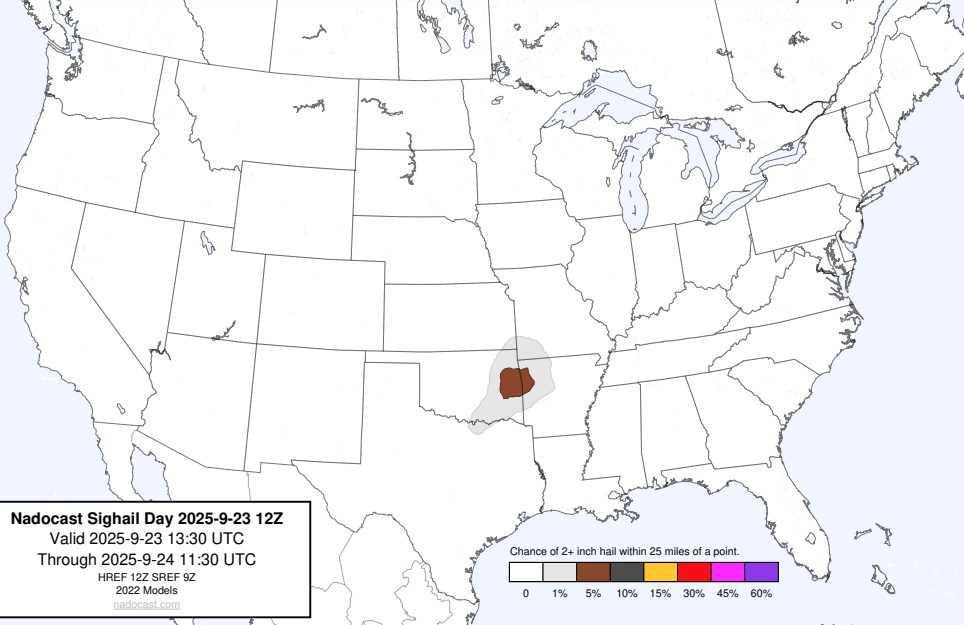 Nadocast Sighail Day 2025-9-23 12Z
Valid 2025-9-23 13:30 UTC
Through 2025-9-24 11:30 UTC
HREF 12Z SREF 9Z
2022 Models
nadocast.com
Chance of 2+ inch hail within 25 miles of a point.
0 1% 5% 10% 15% 30% 45% 60%